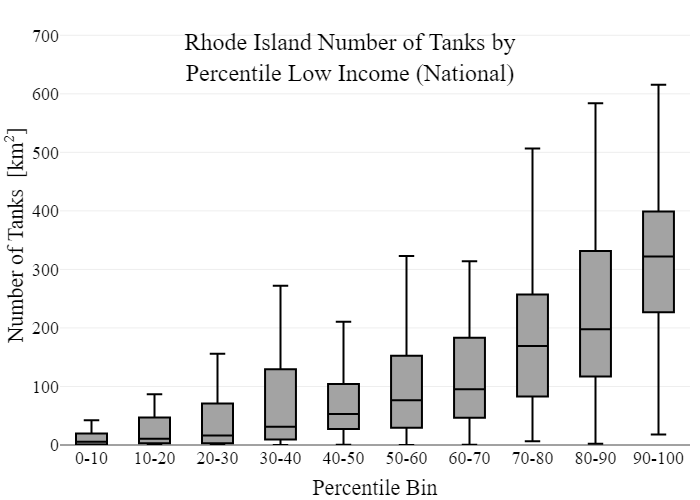 Rhode Island Number of Tanks by
Percentile Low Income (National)
Number of Tanks [km²]
700
600
500
400
300
200
100
0
0-10 10-20 20-30 30-40 40-50 50-60 60-70 70-80 80-90 90-100
Percentile Bin